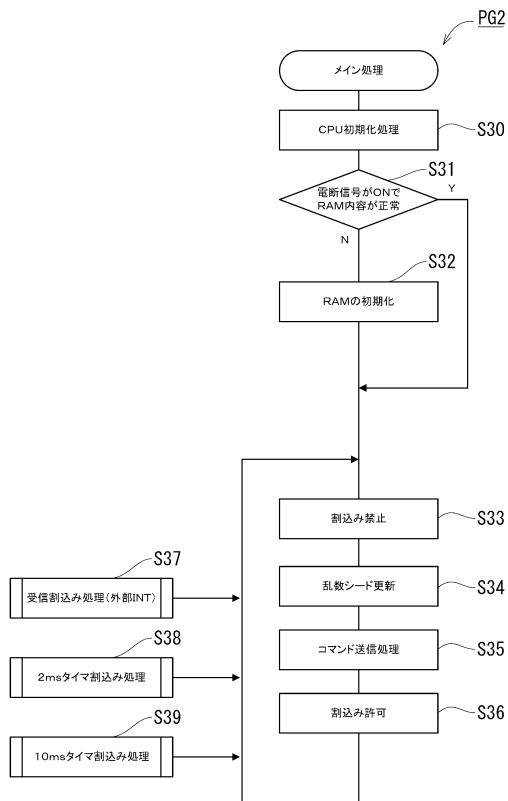 PG2
メイン処理
CPU初期化処理
S30
S31
電断信号がONで
RAM内容が正常
Y
N
S32
RAMの初期化
割込み禁止
S33
S37
受信割込み処理(外部INT)
乱数シード更新
S34
S38
2msタイマ割込み処理
コマンド送信処理
S35
S39
10msタイマ割込み処理
割込み許可
S36